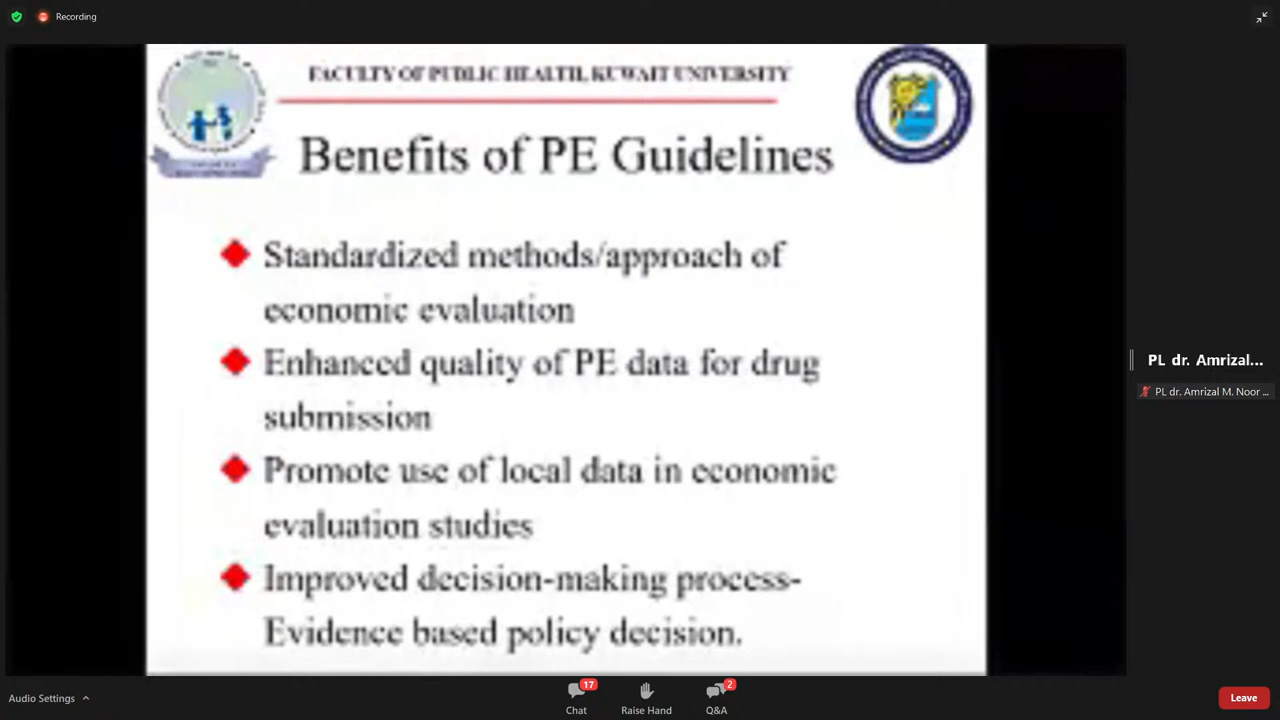 Recording
FACULTY OF PUBLIC HEALTH, KUWAIT UNIVERSITY
Benefits of PE Guidelines
Standardized methods/approach of
economic evaluation
Enhanced quality of PE data for drug
submission
Promote use of local data in economic
evaluation studies
Improved decision-making process-
Evidence based policy decision.
PL dr. Amrizal...
PL dr. Amrizal M. Noor ...
Audio Settings
17
Chat
Raise Hand
2
Q&A
Leave